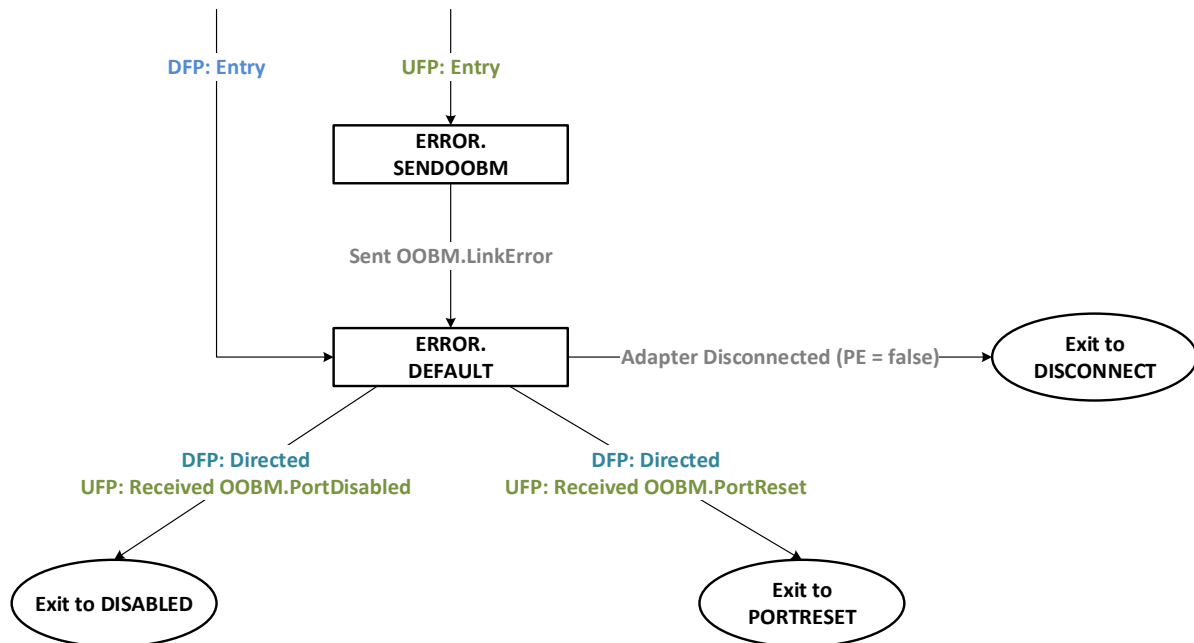 DFP: Entry
UFP: Entry
ERROR.
SENDOOBM
Sent OOBM.LinkError
ERROR.
DEFAULT
Adapter Disconnected (PE = false)
Exit to
DISCONNECT
DFP: Directed
UFP: Received OOBM.PortDisabled
DFP: Directed
UFP: Received OOBM.PortReset
Exit to DISABLED
Exit to
PORTRESET